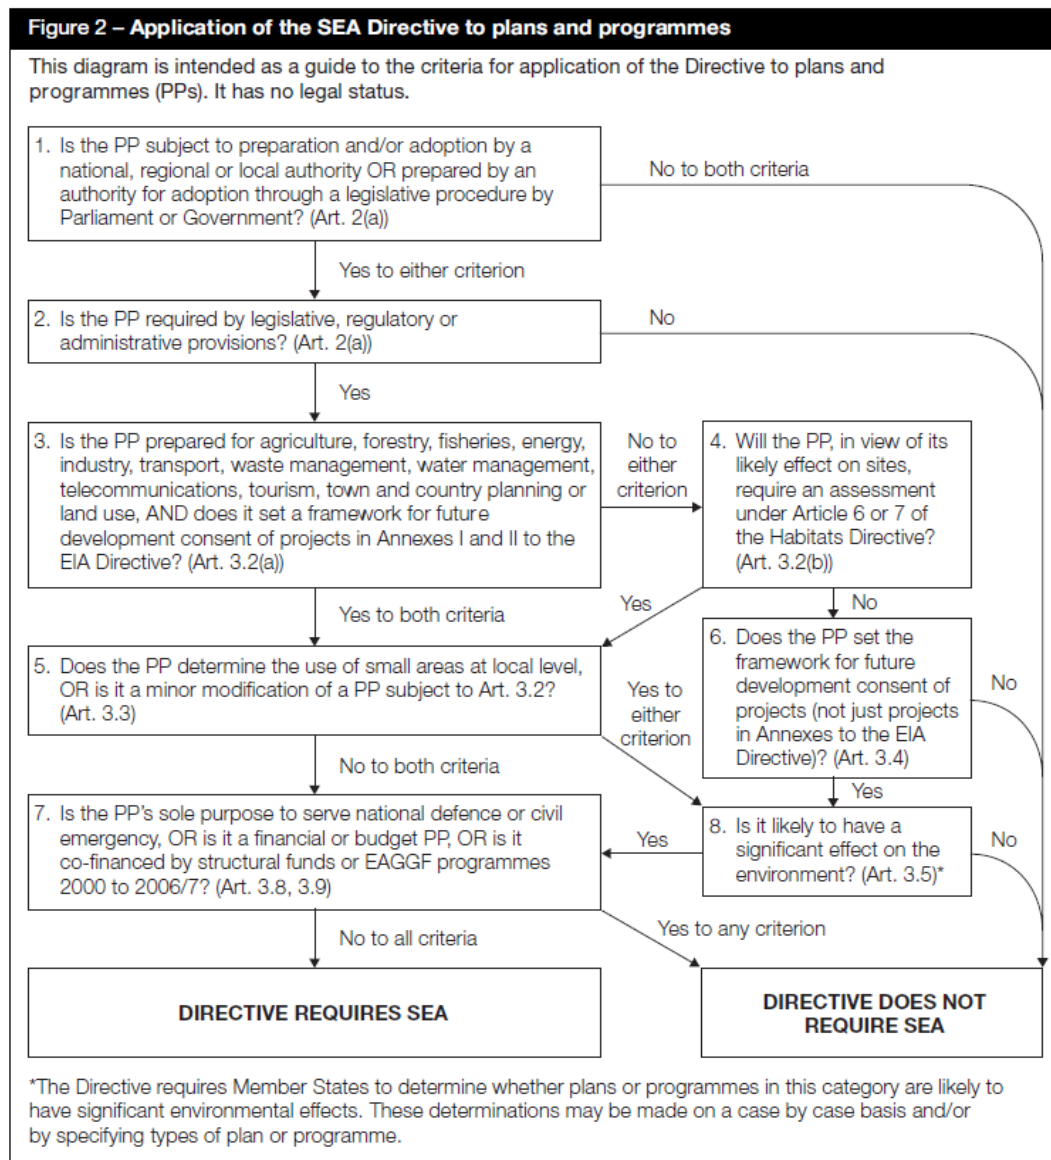 Figure 2 – Application of the SEA Directive to plans and programmes
This diagram is intended as a guide to the criteria for application of the Directive to plans and
programmes (PPs). It has no legal status.
1. Is the PP subject to preparation and/or adoption by a
national, regional or local authority OR prepared by an
authority for adoption through a legislative procedure by
Parliament or Government? (Art. 2(a))
No to both criteria
Yes to either criterion
2. Is the PP required by legislative, regulatory or
administrative provisions? (Art. 2(a))
No
Yes
3. Is the PP prepared for agriculture, forestry, fisheries, energy,
industry, transport, waste management, water management,
telecommunications, tourism, town and country planning or
land use, AND does it set a framework for future
development consent of projects in Annexes I and II to the
EIA Directive? (Art. 3.2(a))
No to
either
criterion
4. Will the PP, in view of its
likely effect on sites,
require an assessment
under Article 6 or 7 of
the Habitats Directive?
(Art. 3.2(b))
Yes to both criteria
Yes
No
5. Does the PP determine the use of small areas at local level,
OR is it a minor modification of a PP subject to Art. 3.2?
(Art. 3.3)
Yes to
either
criterion
6. Does the PP set the
framework for future
development consent of
projects (not just projects
in Annexes to the EIA
Directive)? (Art. 3.4)
No
No to both criteria
Yes
7. Is the PP's sole purpose to serve national defence or civil
emergency, OR is it a financial or budget PP, OR is it
co-financed by structural funds or EAGGF programmes
2000 to 2006/7? (Art. 3.8, 3.9)
Yes
8. Is it likely to have a
significant effect on the
environment? (Art. 3.5)*
No
No to all criteria
Yes to any criterion
DIRECTIVE REQUIRES SEA
DIRECTIVE DOES NOT
REQUIRE SEA
*The Directive requires Member States to determine whether plans or programmes in this category are likely to
have significant environmental effects. These determinations may be made on a case by case basis and/or
by specifying types of plan or programme.